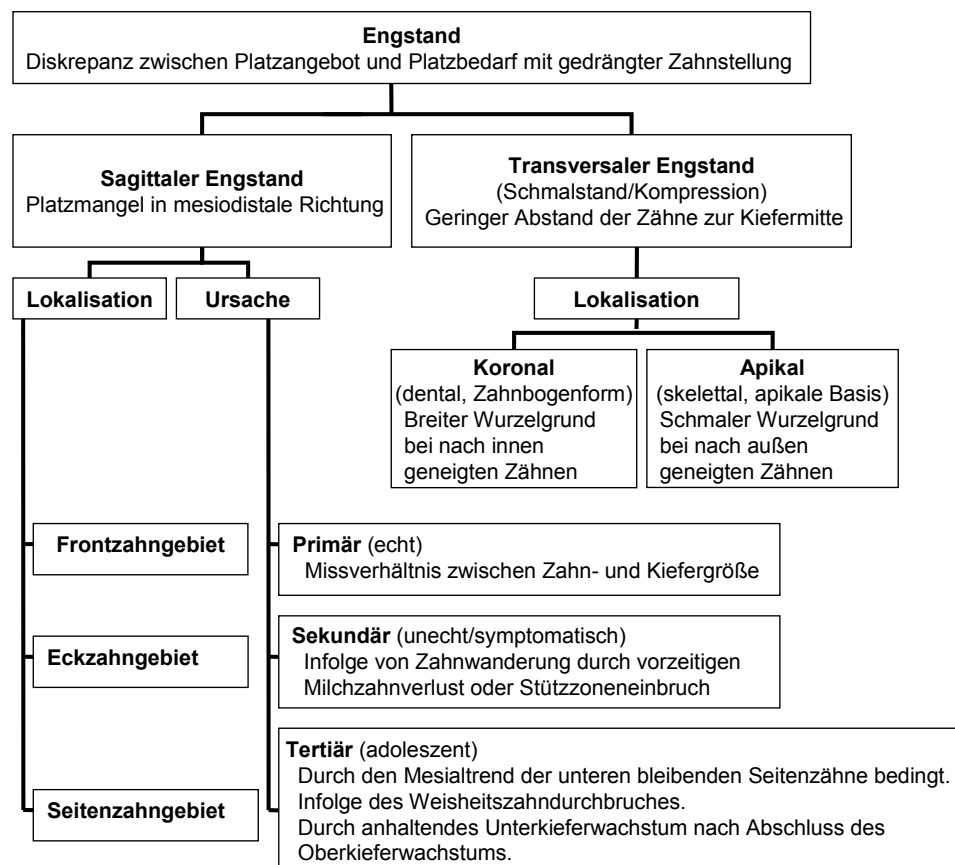 Engstand
Diskrepanz zwischen Platzangebot und Platzbedarf mit gedrängter Zahnstellung
Sagittaler Engstand
Platzmangel in mesiodistale Richtung
Transversaler Engstand
(Schmalstand/Kompression)
Geringer Abstand der Zähne zur Kiefermitte
Lokalisation
Ursache
Lokalisation
Koronal
(dental, Zahnbogenform)
Breiter Wurzelgrund
bei nach innen
geneigten Zähnen
Apikal
(skelettal, apikale Basis)
Schmaler Wurzelgrund
bei nach außen
geneigten Zähnen
Frontzahngebiet
Primär (echt)
Missverhältnis zwischen Zahn- und Kiefergröße
Eckzahngebiet
Sekundär (unecht/symptomatisch)
Infolge von Zahnwanderung durch vorzeitigen
Milchzahnverlust oder Stützzoneneinbruch
Seitenzahngebiet
Tertiär (adoleszent)
Durch den Mesialtrend der unteren bleibenden Seitenzähne bedingt.
Infolge des Weisheitszahndurchbruches.
Durch anhaltendes Unterkieferwachstum nach Abschluss des
Oberkieferwachstums.